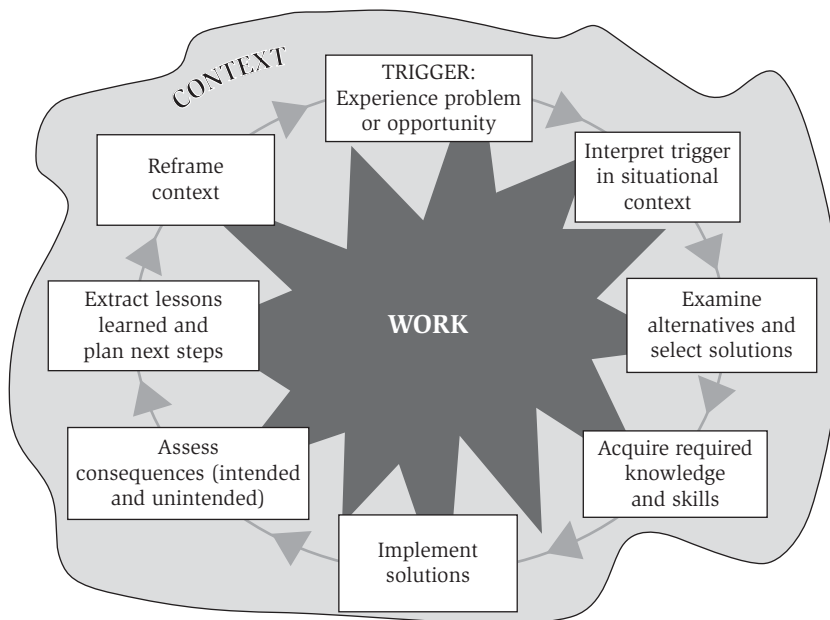 CONTEXT
TRIGGER:
Experience problem
or opportunity
Interpret trigger
in situational
context
Examine
alternatives and
select solutions
Acquire required
knowledge
and skills
Implement
solutions
Assess
consequences (intended
and unintended)
Extract lessons
learned and
plan next steps
Reframe
context
WORK